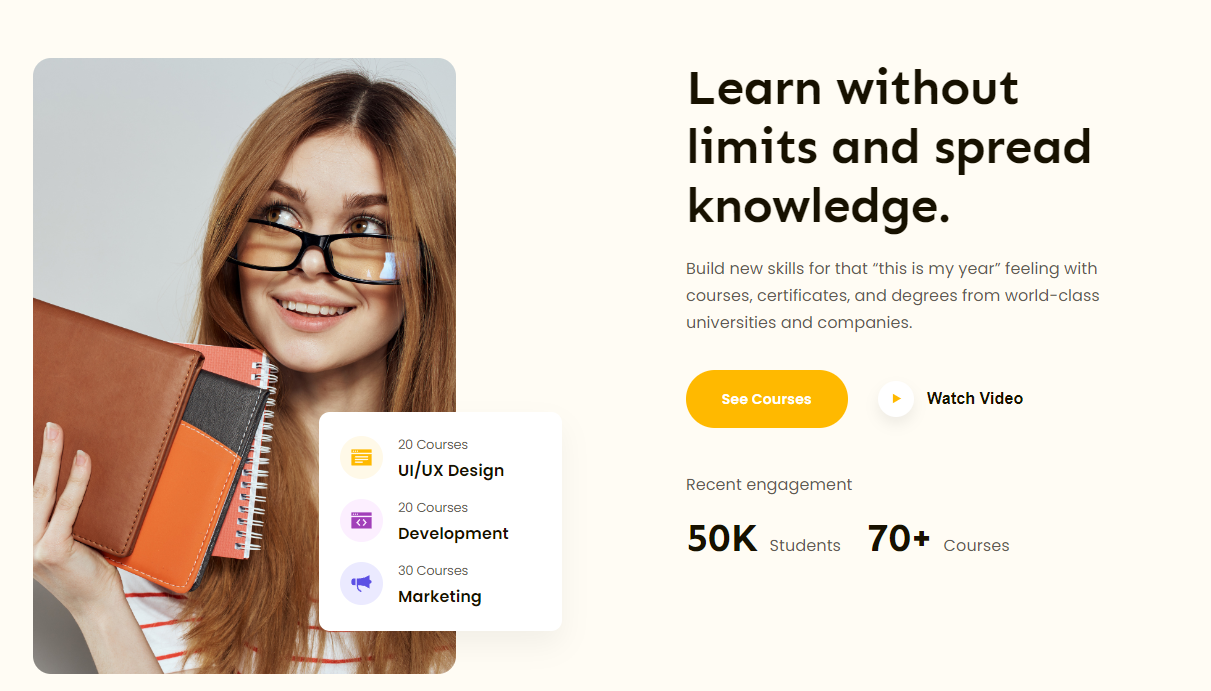 Learn without
limits and spread
knowledge.
Build new skills for that “this is my year” feeling with
courses, certificates, and degrees from world-class
universities and companies.
See Courses
Watch Video
Recent engagement
50K Students
70+ Courses
20 Courses
UI/UX Design
20 Courses
Development
30 Courses
Marketing